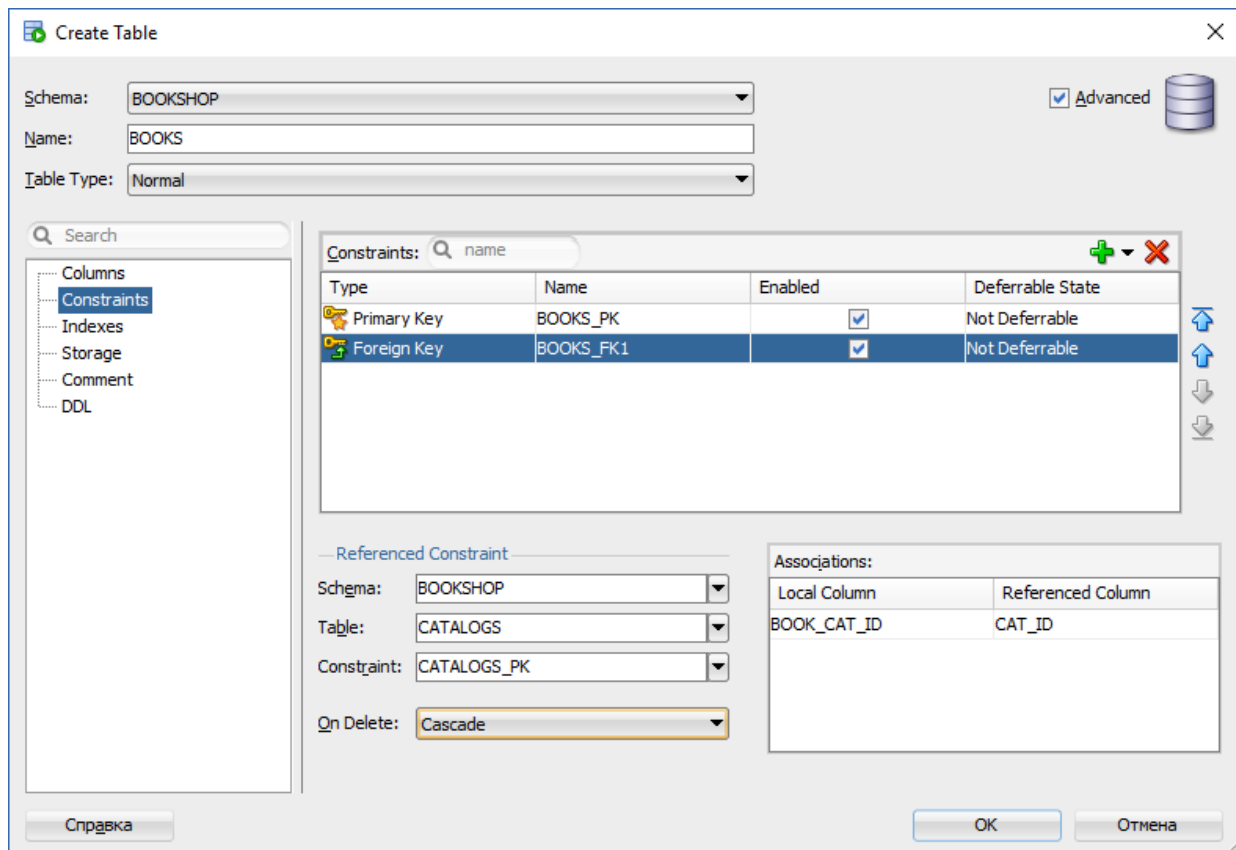 Create Table
Schema: BOOKSHOP
Advanced
Name: BOOKS
Table Type: Normal
Search
Columns
Constraints
Indexes
Storage
Comment
DDL
Constraints: name
Type Name Enabled Deferrable State
Primary Key BOOKS_PK Not Deferrable
Foreign Key BOOKS_FK1 Not Deferrable
Referenced Constraint
Schema: BOOKSHOP
Table: CATALOGS
Constraint: CATALOGS_PK
On Delete: Cascade
Associations:
Local Column Referenced Column
BOOK_CAT_ID CAT_ID
Справка
OK
Отмена